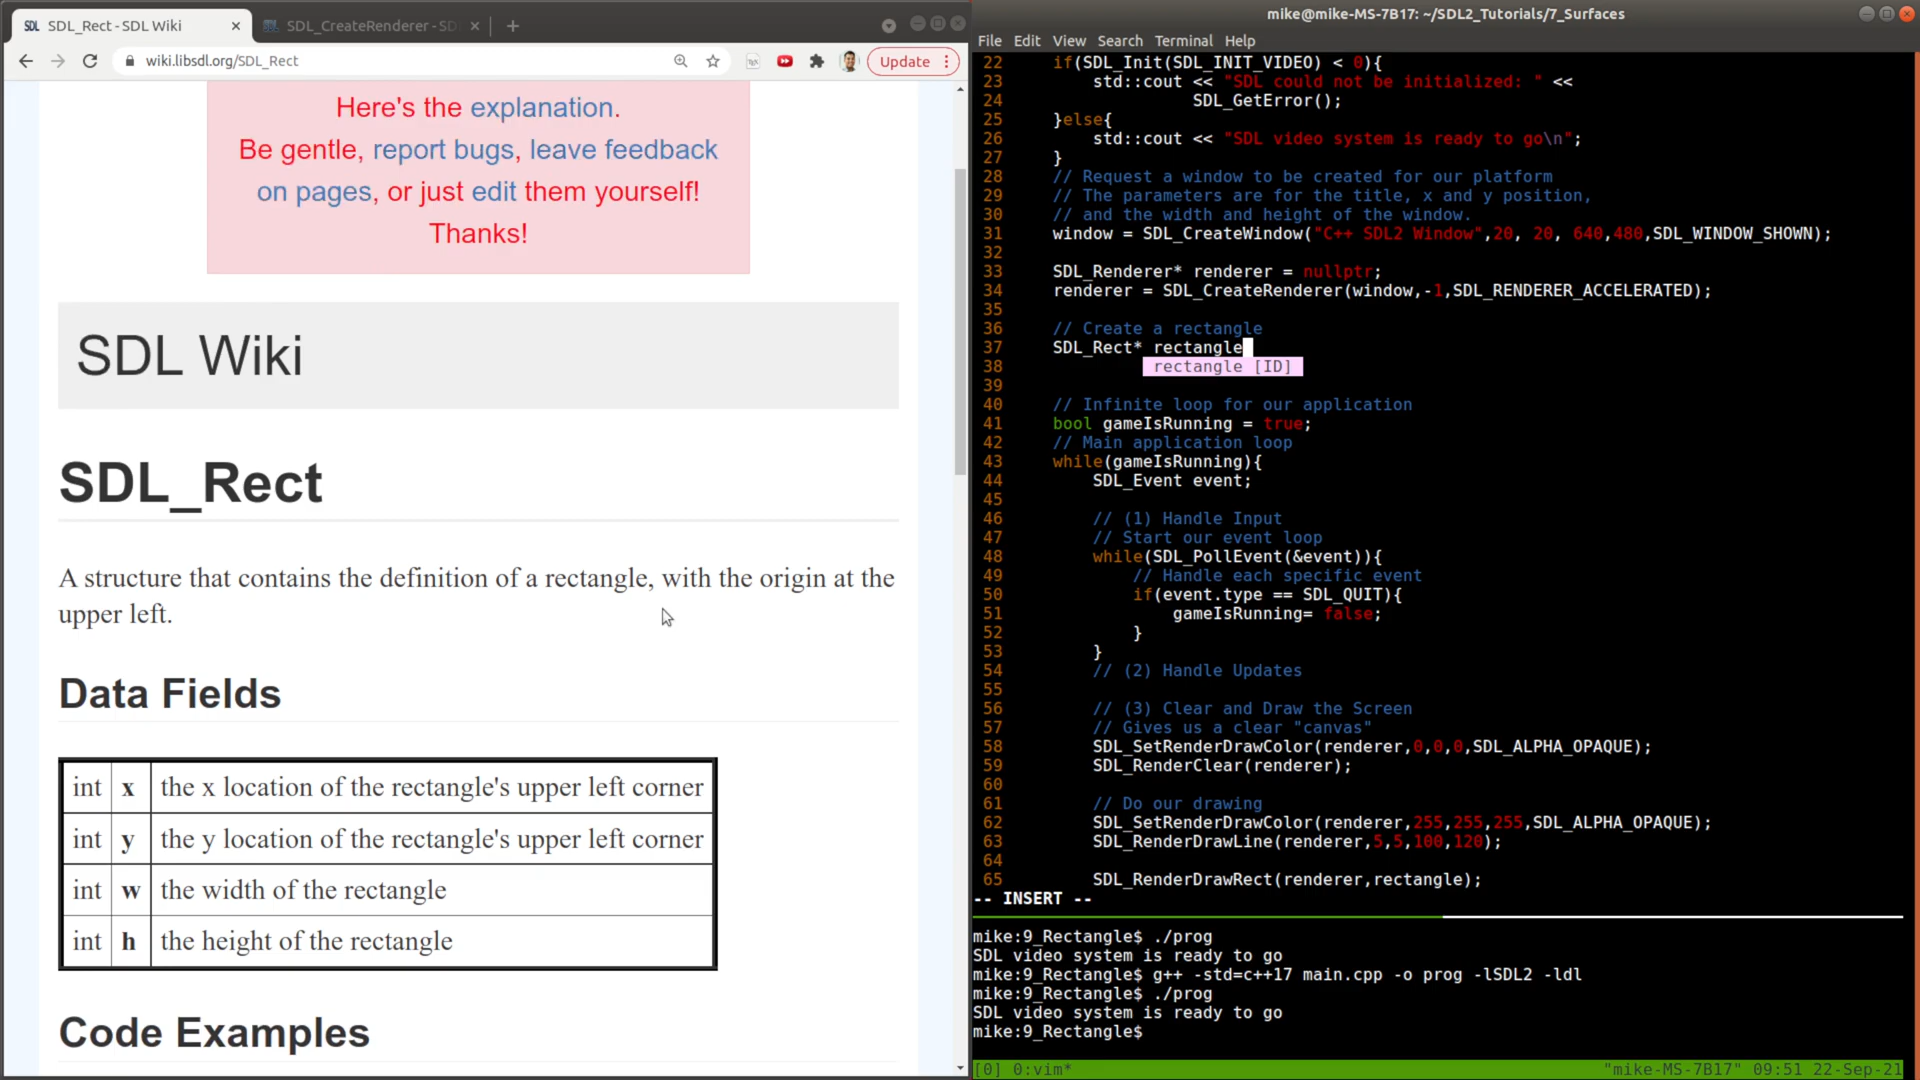 SDL_Rect - SDL Wiki
SDL_CreateRenderer - SD
wiki.libsdl.org/SDL_Rect
Update
Here's the explanation.
Be gentle, report bugs, leave feedback
on pages, or just edit them yourself!
Thanks!
SDL Wiki
SDL_Rect
A structure that contains the definition of a rectangle, with the origin at the
upper left.
Data Fields
int x the x location of the rectangle's upper left corner
int y the y location of the rectangle's upper left corner
int w the width of the rectangle
int h the height of the rectangle
Code Examples
mike@mike-MS-7B17: ~/SDL2_Tutorials/7_Surfaces
File Edit View Search Terminal Help
22 if(SDL_Init(SDL_INIT_VIDEO) < 0){
23 std::cout << "SDL could not be initialized: " <<
24 SDL_GetError();
25 }else{
26 std::cout << "SDL video system is ready to go\n";
27 }
28 // Request a window to be created for our platform
29 // The parameters are for the title, x and y position,
30 // and the width and height of the window.
31 window = SDL_CreateWindow("C++ SDL2 Window",20, 20, 640,480,SDL_WINDOW_SHOWN);
32
33 SDL_Renderer* renderer = nullptr;
34 renderer = SDL_CreateRenderer(window,-1,SDL_RENDERER_ACCELERATED);
35
36 // Create a rectangle
37 SDL_Rect* rectangle
38 rectangle [ID]
39
40 // Infinite loop for our application
41 bool gameIsRunning = true;
42 // Main application loop
43 while(gameIsRunning){
44 SDL_Event event;
45
46 // (1) Handle Input
47 // Start our event loop
48 while(SDL_PollEvent(&event)){
49 // Handle each specific event
50 if(event.type == SDL_QUIT){
51 gameIsRunning= false;
52 }
53 }
54 // (2) Handle Updates
55
56 // (3) Clear and Draw the Screen
57 // Gives us a clear "canvas"
58 SDL_SetRenderDrawColor(renderer,0,0,0,SDL_ALPHA_OPAQUE);
59 SDL_RenderClear(renderer);
60
61 // Do our drawing
62 SDL_SetRenderDrawColor(renderer,255,255,255,SDL_ALPHA_OPAQUE);
63 SDL_RenderDrawLine(renderer,5,5,100,120);
64
65 SDL_RenderDrawRect(renderer,rectangle);
-- INSERT --
mike:9_Rectangle$ ./prog
SDL video system is ready to go
mike:9_Rectangle$ g++ -std=c++17 main.cpp -o prog -lSDL2 -ldl
mike:9_Rectangle$ ./prog
SDL video system is ready to go
mike:9_Rectangle$
[0] 0:vim* "mike-MS-7B17" 09:51 22-Sep-21